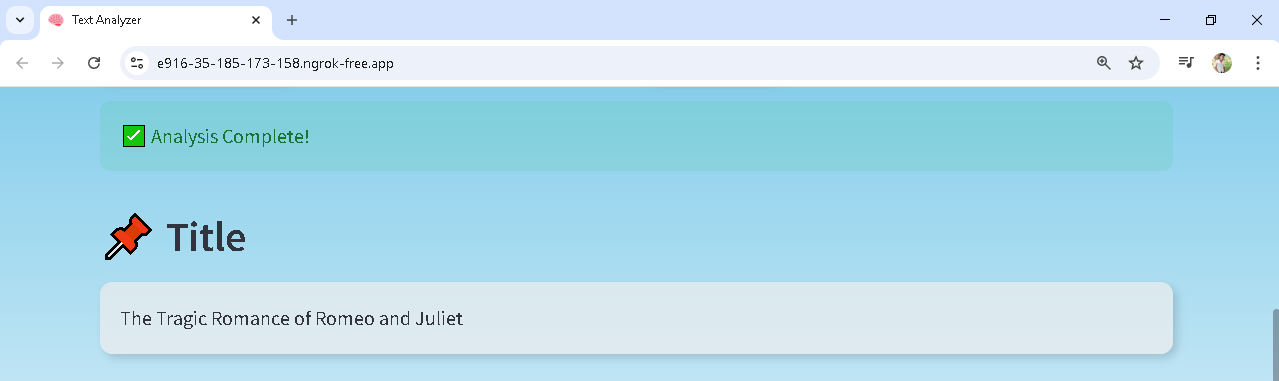 Text Analyzer
e916-35-185-173-158.ngrok-free.app
Analysis Complete!
Title
The Tragic Romance of Romeo and Juliet